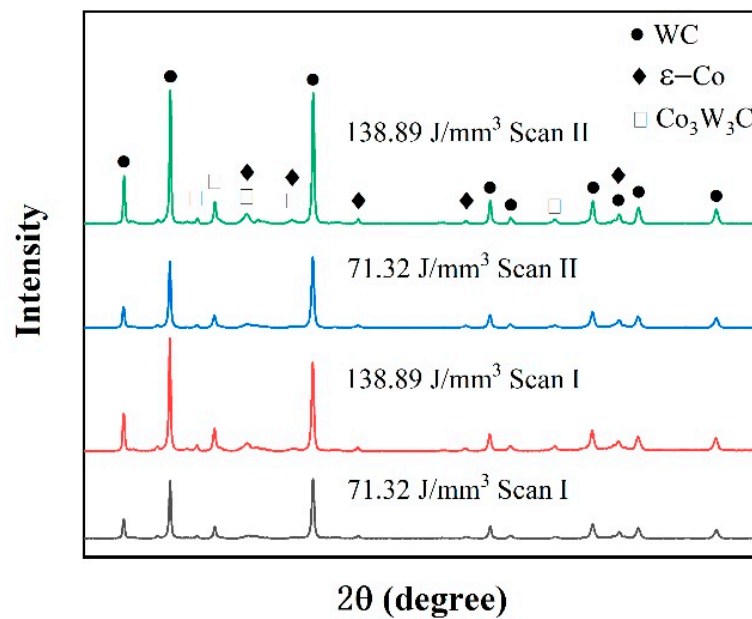 WC
ε−Co
Co₃W₃C
138.89 J/mm³ Scan II
71.32 J/mm³ Scan II
138.89 J/mm³ Scan I
71.32 J/mm³ Scan I
Intensity
2θ (degree)